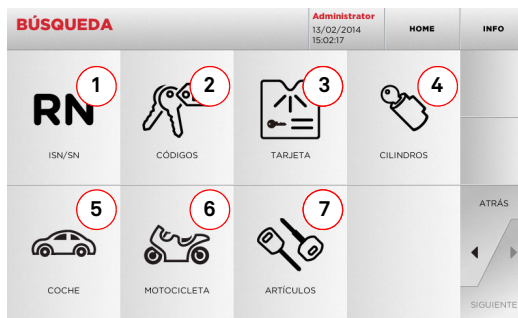 BÚSQUEDA
Administrator
13/02/2014
15:02:17
HOME
INFO
1
2
3
4
RN
ISN/SN
CÓDIGOS
TARJETA
CILINDROS
5
6
7
ATRÁS
COCHE
MOTOCICLETA
ARTÍCULOS
SIGUIENTE